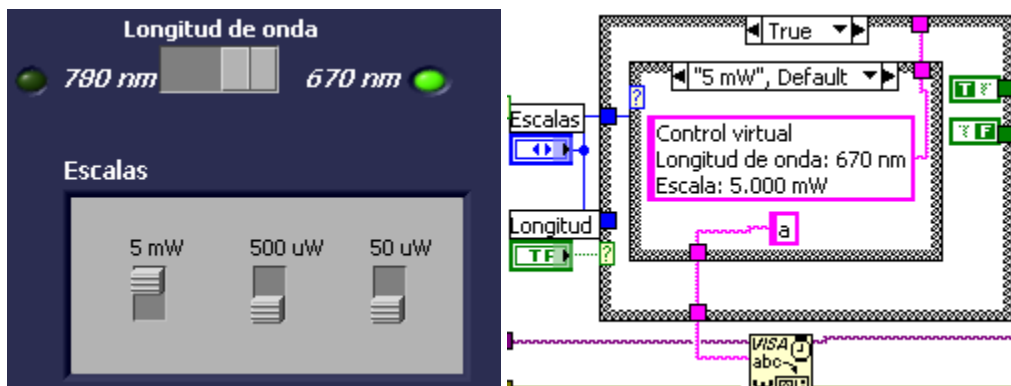 Longitud de onda
780 nm
670 nm
Escalas
5 mW
500 uW
50 uW
True
"5 mW", Default
?
Escalas
Control virtual
Longitud de onda: 670 nm
Escala: 5.000 mW
T
F
Longitud
TF
?
a
VISA
abc